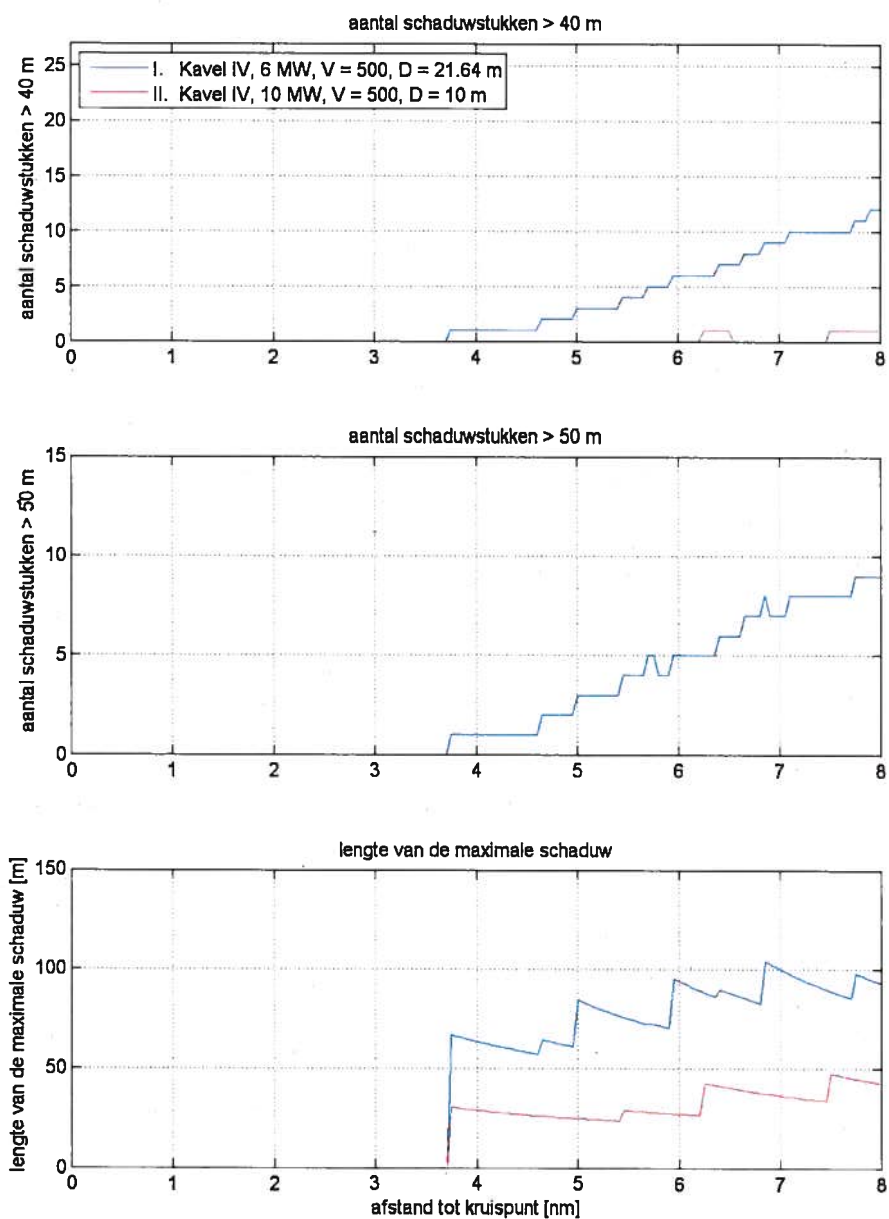 aantal schaduwstukken > 40 m
aantal schaduwstukken > 40 m
25
20
15
10
5
0
I. Kavel IV, 6 MW, V = 500, D = 21.64 m
II. Kavel IV, 10 MW, V = 500, D = 10 m
0 1 2 3 4 5 6 7 8
aantal schaduwstukken > 50 m
aantal schaduwstukken > 50 m
15
10
5
0
0 1 2 3 4 5 6 7 8
lengte van de maximale schaduw
lengte van de maximale schaduw [m]
150
100
50
0
0 1 2 3 4 5 6 7 8
afstand tot kruispunt [nm]